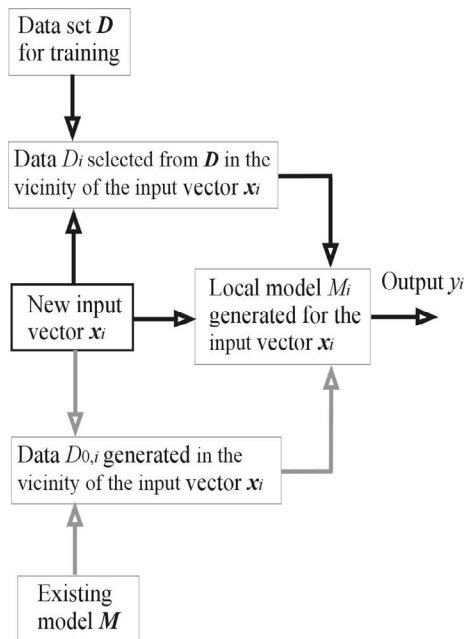 Data set D
for training
Data Di selected from D in the
vicinity of the input vector xi
New input
vector xi
Local model Mi
generated for the
input vector xi
Output yi
Data D0,i generated in the
vicinity of the input vector xi
Existing
model M